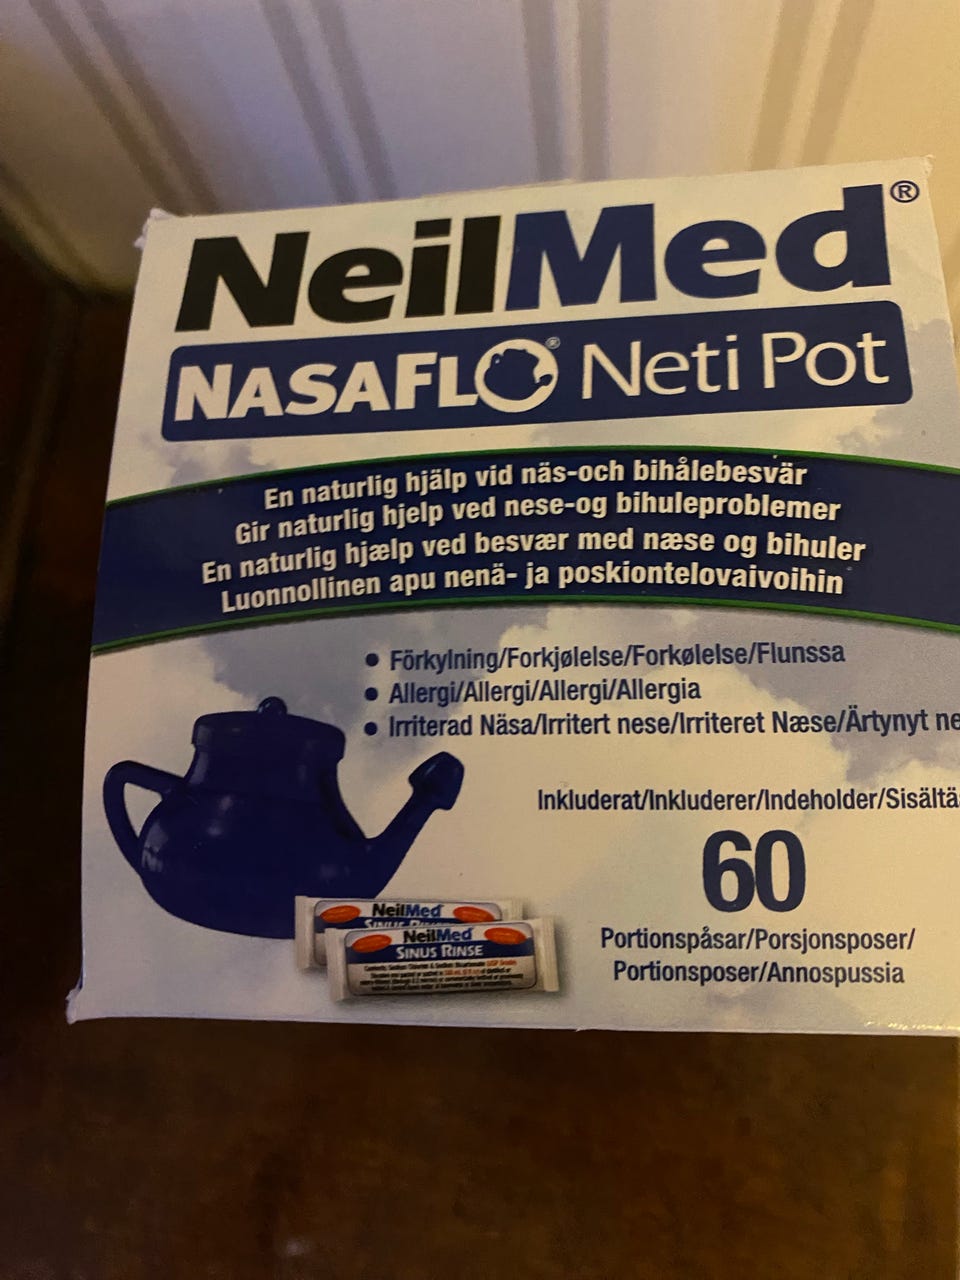 NeilMed®
NASAFLO® Neti Pot
En naturlig hjälp vid näs-och bihålebesvär
Gir naturlig hjelp ved nese-og bihuleproblemer
En naturlig hjælp ved besvær med næse og bihuler
Luonnollinen apu nenä- ja poskiontelovaivoihin
• Förkylning/Forkjølelse/Forkølelse/Flunssa
• Allergi/Allergi/Allergi/Allergia
• Irriterad Näsa/Irritert nese/Irriteret Næse/Ärtynyt ne
Inkluderat/Inkluderer/Indeholder/Sisältä
60
Portionspåsar/Porsjonsposer/
Portionsposer/Annospussia
NeilMed
NeilMed
SINUS RINSE